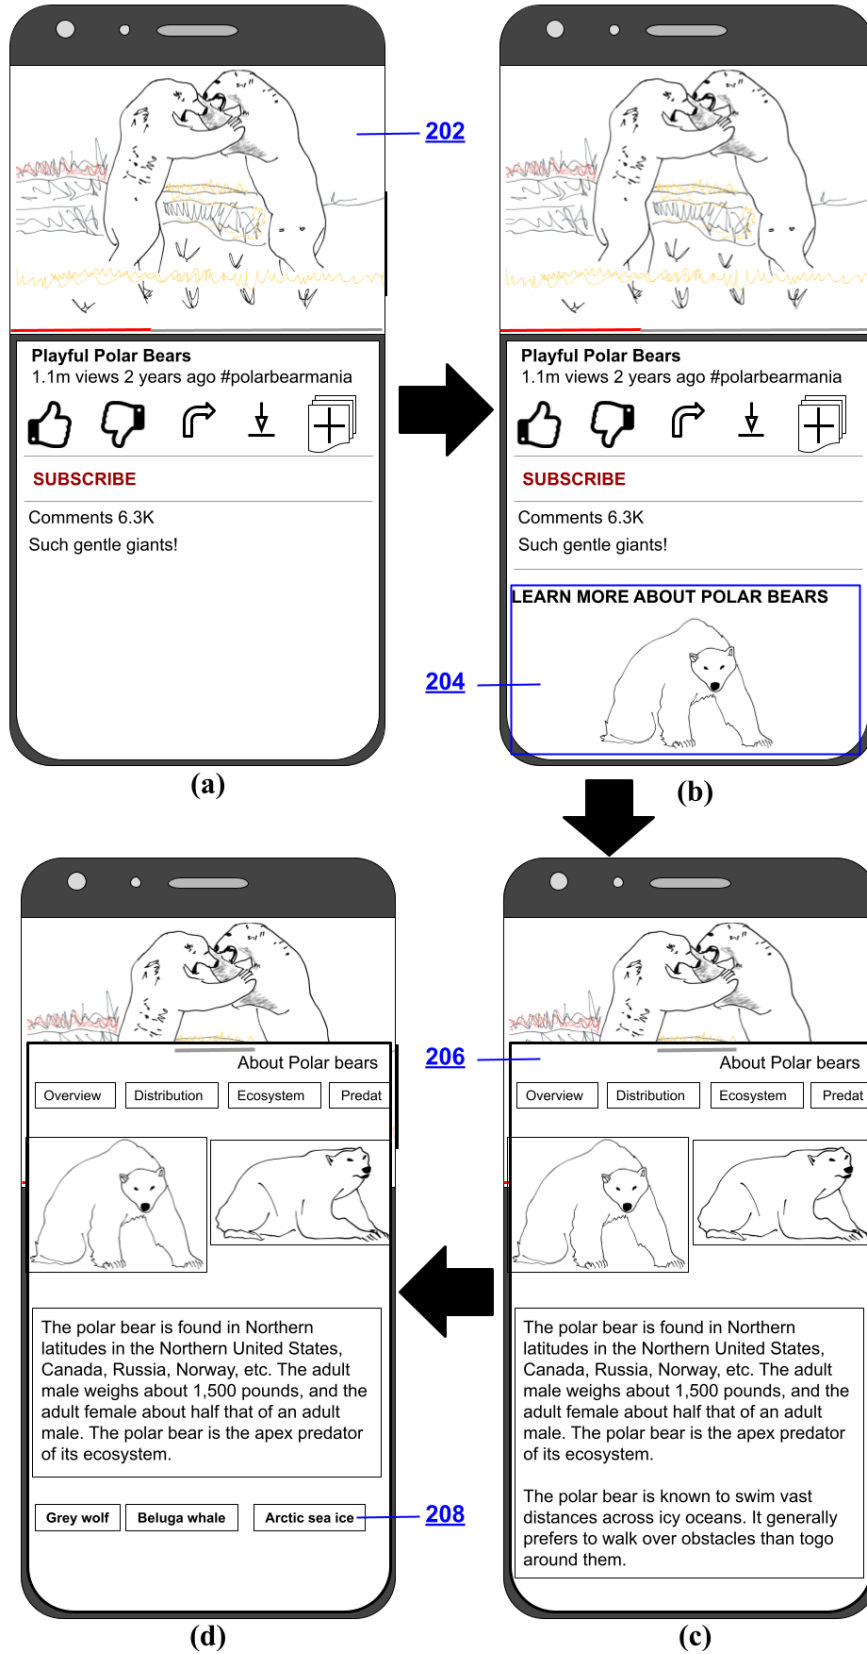 202
Playful Polar Bears
1.1m views 2 years ago #polarbearmania
SUBSCRIBE
Comments 6.3K
Such gentle giants!
(a)
Playful Polar Bears
1.1m views 2 years ago #polarbearmania
SUBSCRIBE
Comments 6.3K
Such gentle giants!
LEARN MORE ABOUT POLAR BEARS
204
(b)
About Polar bears
Overview
Distribution
Ecosystem
Predat
The polar bear is found in Northern
latitudes in the Northern United States,
Canada, Russia, Norway, etc. The adult
male weighs about 1,500 pounds, and the
adult female about half that of an adult
male. The polar bear is the apex predator
of its ecosystem.
Grey wolf
Beluga whale
Arctic sea ice
208
(d)
206
About Polar bears
Overview
Distribution
Ecosystem
Predat
The polar bear is found in Northern
latitudes in the Northern United States,
Canada, Russia, Norway, etc. The adult
male weighs about 1,500 pounds, and the
adult female about half that of an adult
male. The polar bear is the apex predator
of its ecosystem.
The polar bear is known to swim vast
distances across icy oceans. It generally
prefers to walk over obstacles than togo
around them.
(c)